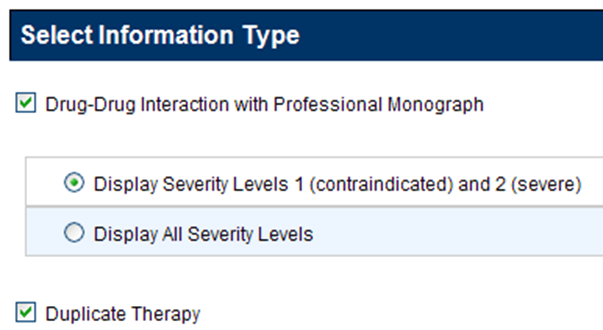 Select Information Type
Drug-Drug Interaction with Professional Monograph
Display Severity Levels 1 (contraindicated) and 2 (severe)
Display All Severity Levels
Duplicate Therapy